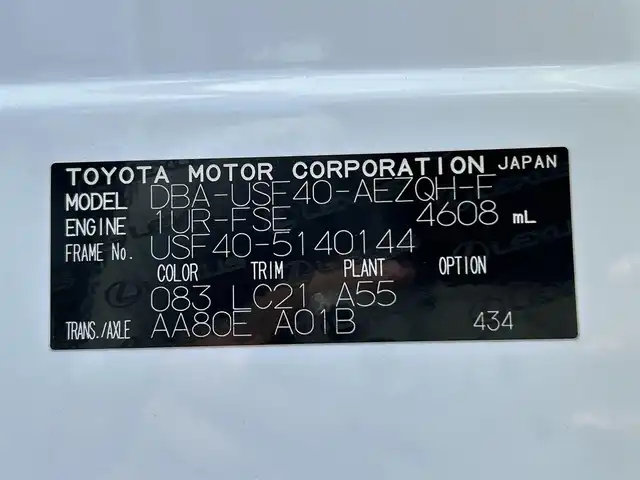 TOYOTA MOTOR CORPORATION JAPAN
MODEL DBA-USF40-AEZQH-F
ENGINE 1UR-FSE 4608 mL
FRAME No. USF40-5140144
COLOR TRIM PLANT OPTION
083 LC21 A55
TRANS./AXLE AA80E A01B 434
LEXUS